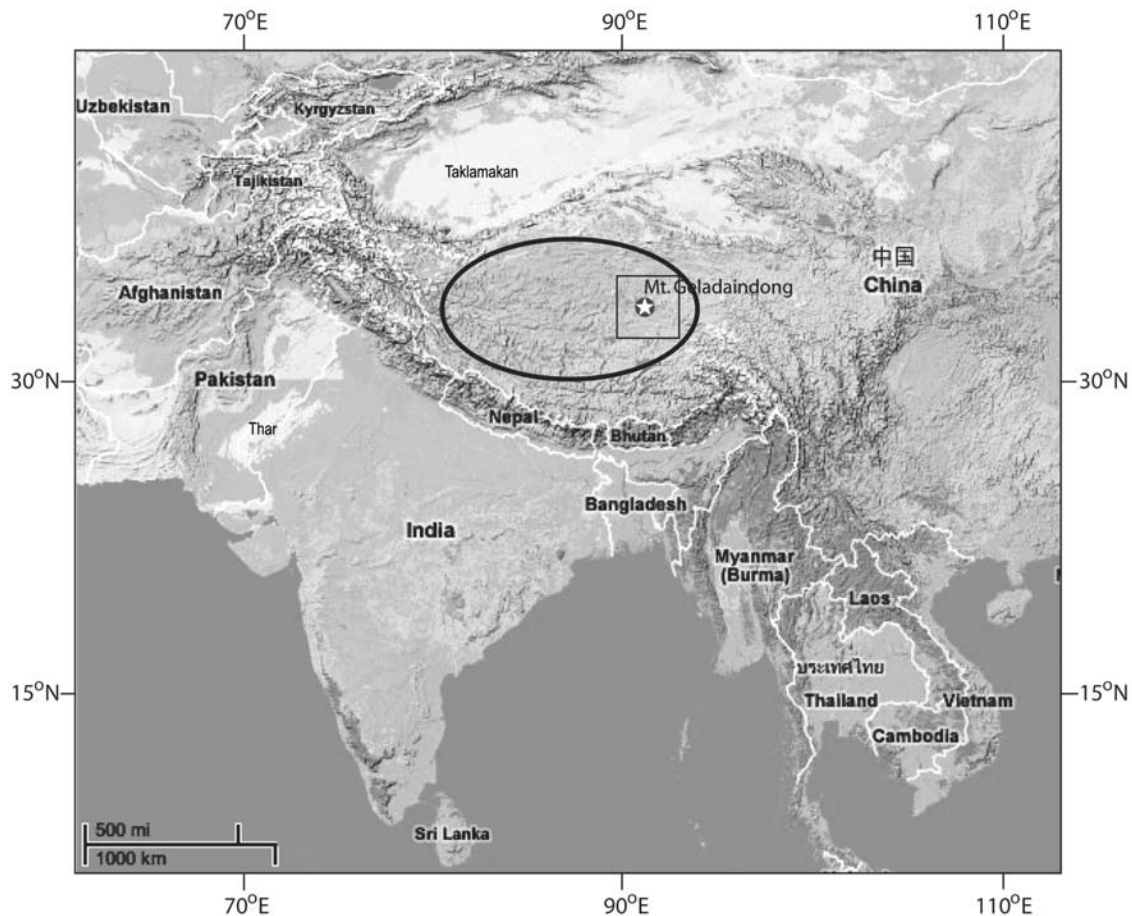 70°E
90°E
110°E
Uzbekistan
Kyrgyzstan
Tajikistan
Taklamakan
Afghanistan
中国
China
Mt. Geladaindong
30°N
30°N
Pakistan
Thar
Nepal
Bhutan
Bangladesh
India
Myanmar
(Burma)
Laos
15°N
15°N
ประเทศไทย
Thailand
Vietnam
Cambodia
Sri Lanka
500 mi
1000 km
70°E
90°E
110°E